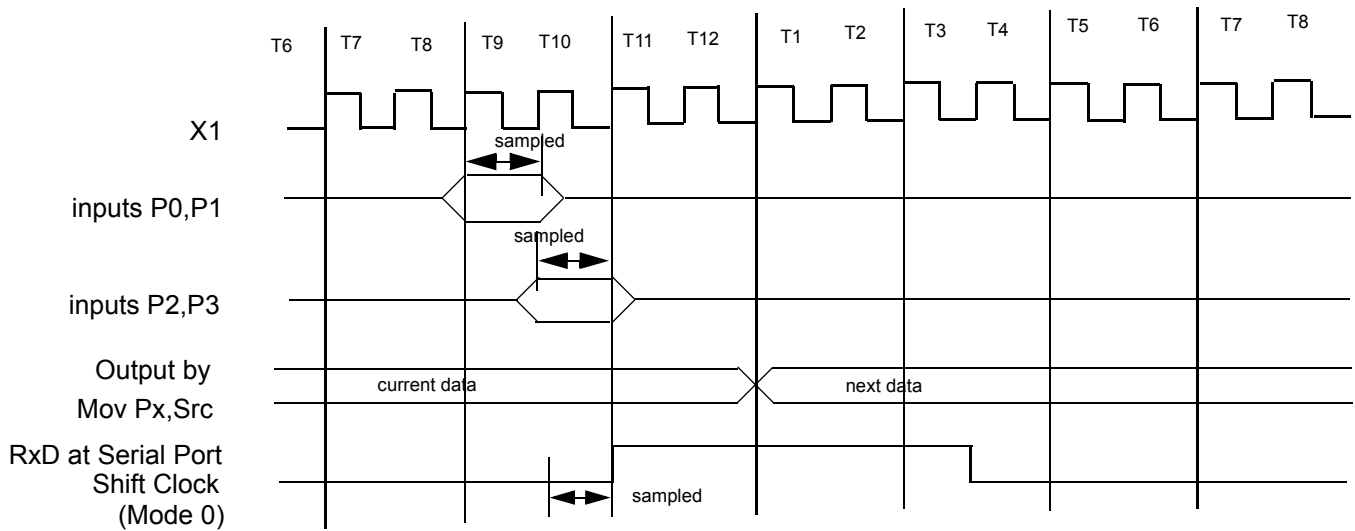 T6 T7 T8 T9 T10 T11 T12 T1 T2 T3 T4 T5 T6 T7 T8
X1
sampled
inputs P0,P1
sampled
inputs P2,P3
Output by
current data
next data
Mov Px,Src
RxD at Serial Port
Shift Clock
sampled
(Mode 0)